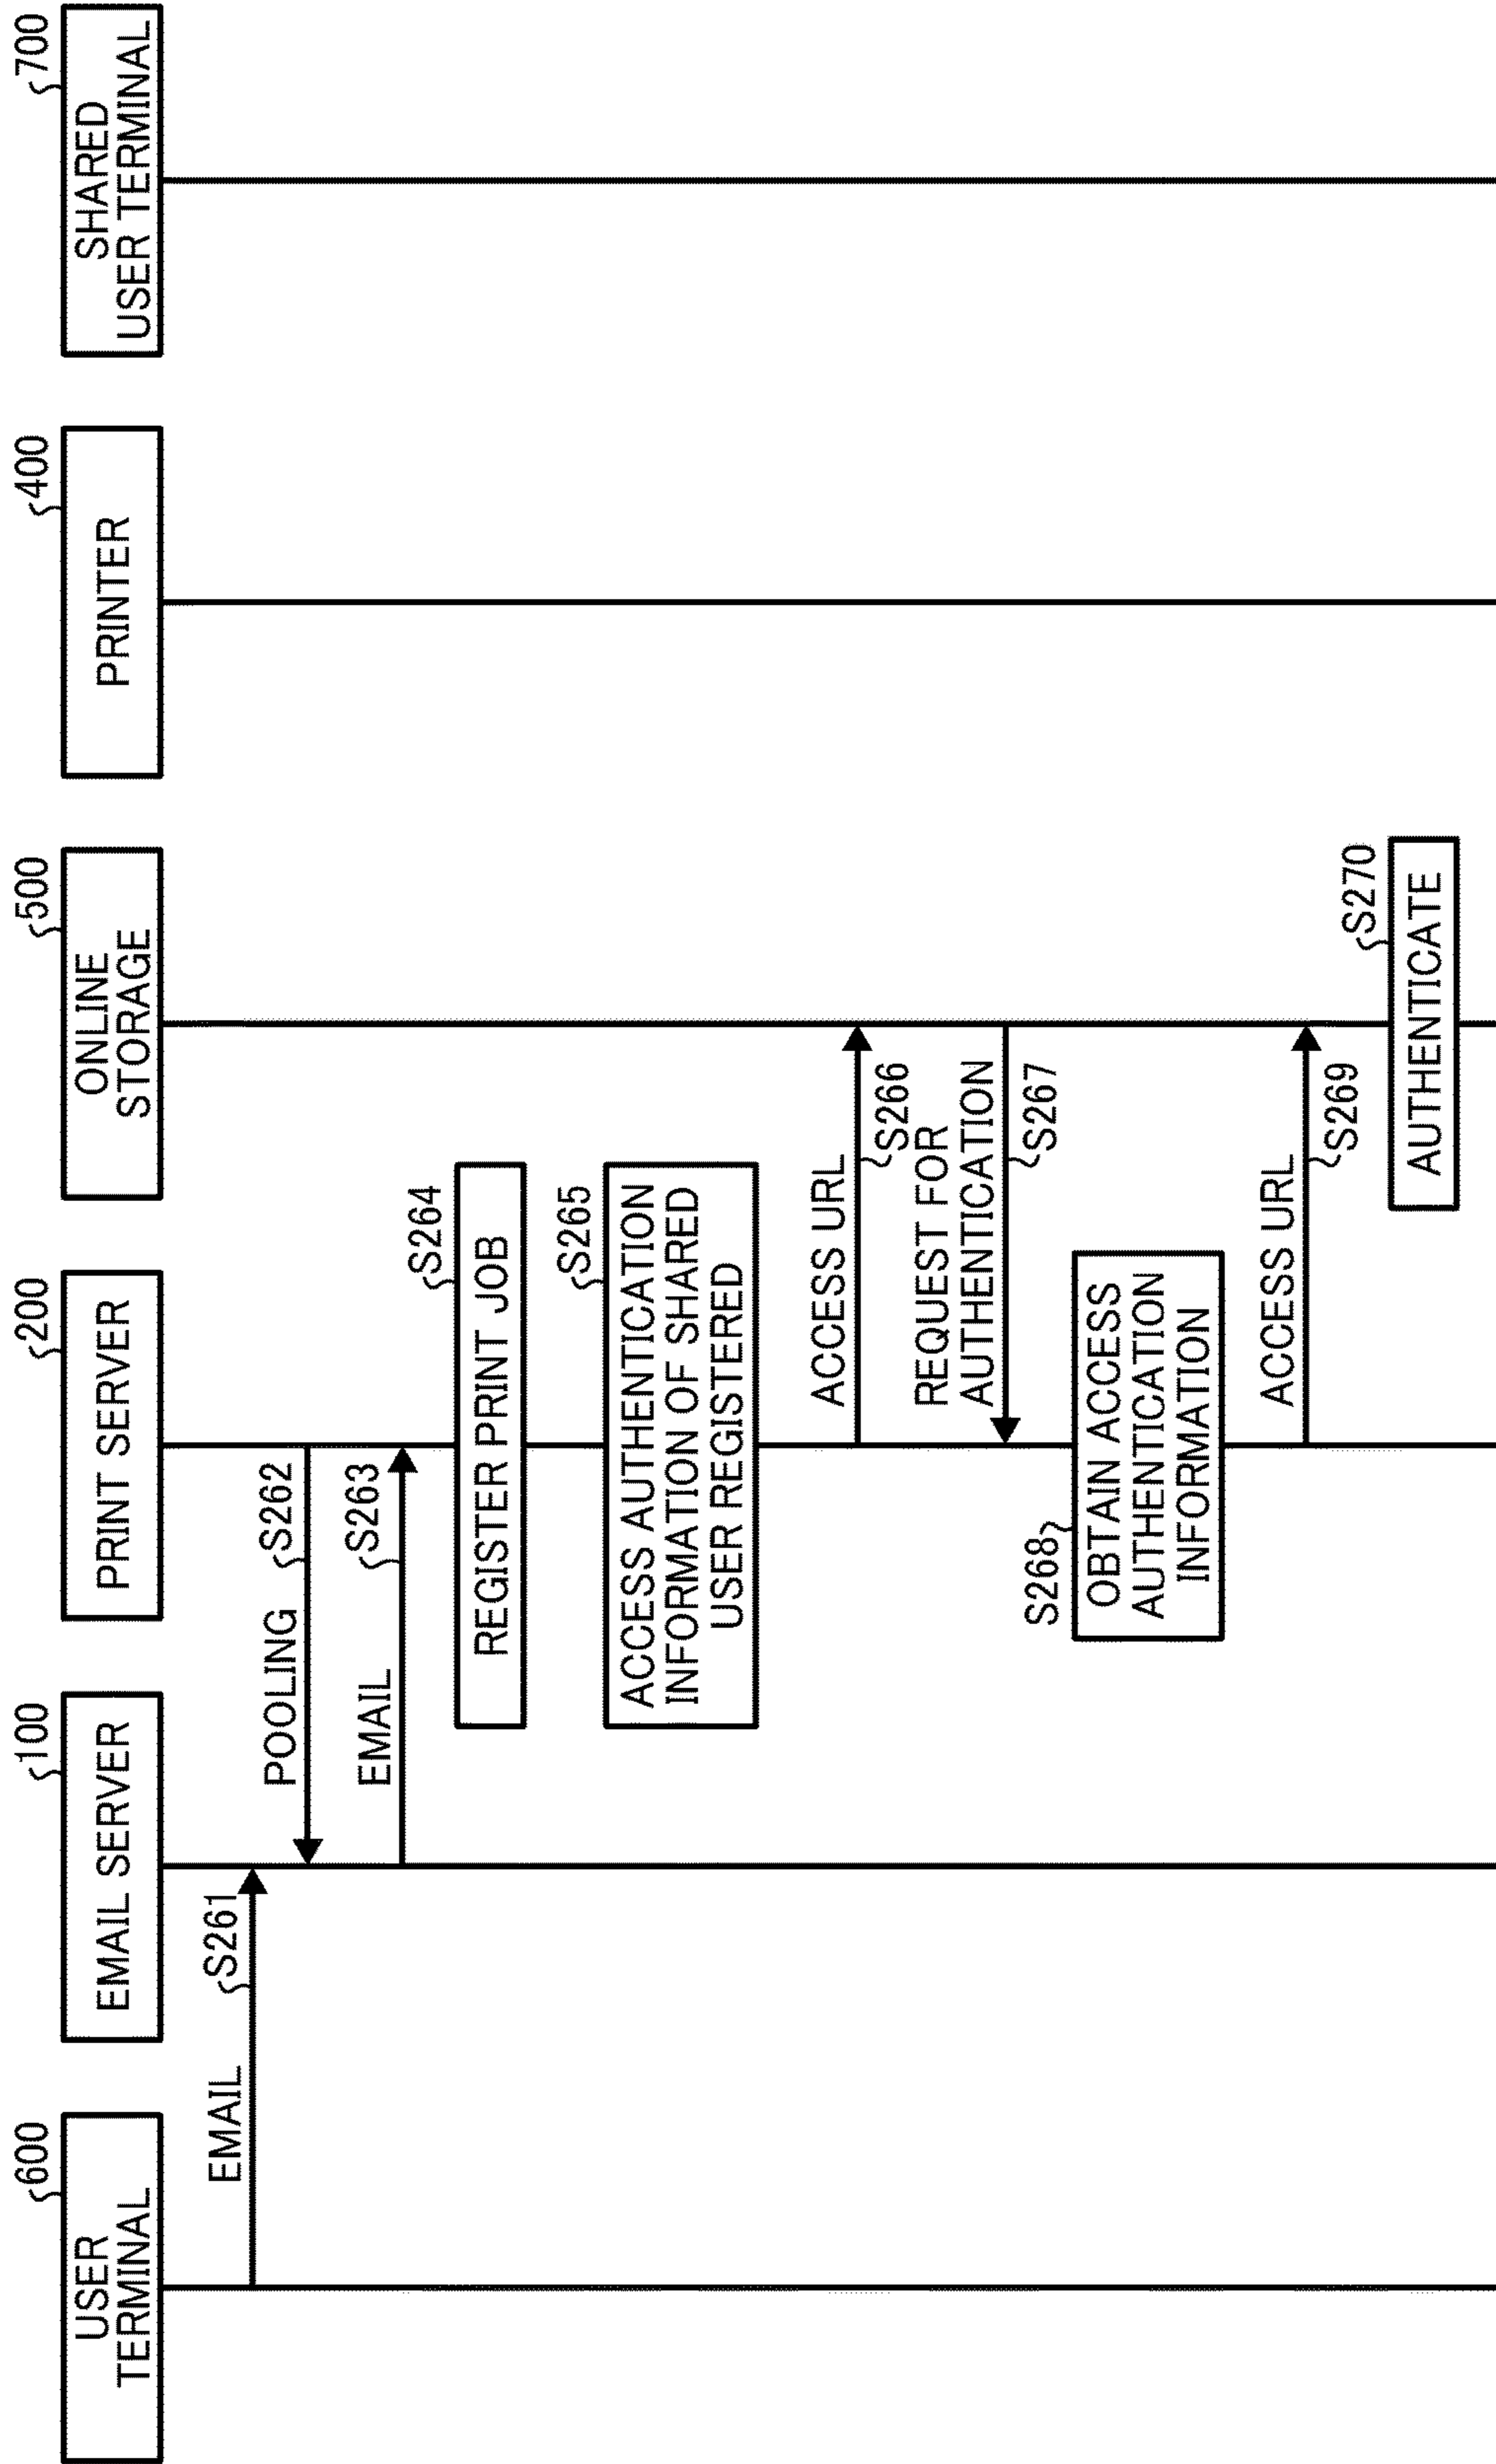 600
USER
TERMINAL
100
EMAIL SERVER
200
PRINT SERVER
500
ONLINE
STORAGE
400
PRINTER
700
SHARED
USER TERMINAL
EMAIL
S261
POOLING
S262
EMAIL
S263
S264
REGISTER PRINT JOB
S265
ACCESS AUTHENTICATION
INFORMATION OF SHARED
USER REGISTERED
ACCESS URL
S266
REQUEST FOR
AUTHENTICATION
S267
S268
OBTAIN ACCESS
AUTHENTICATION
INFORMATION
ACCESS URL
S269
S270
AUTHENTICATE